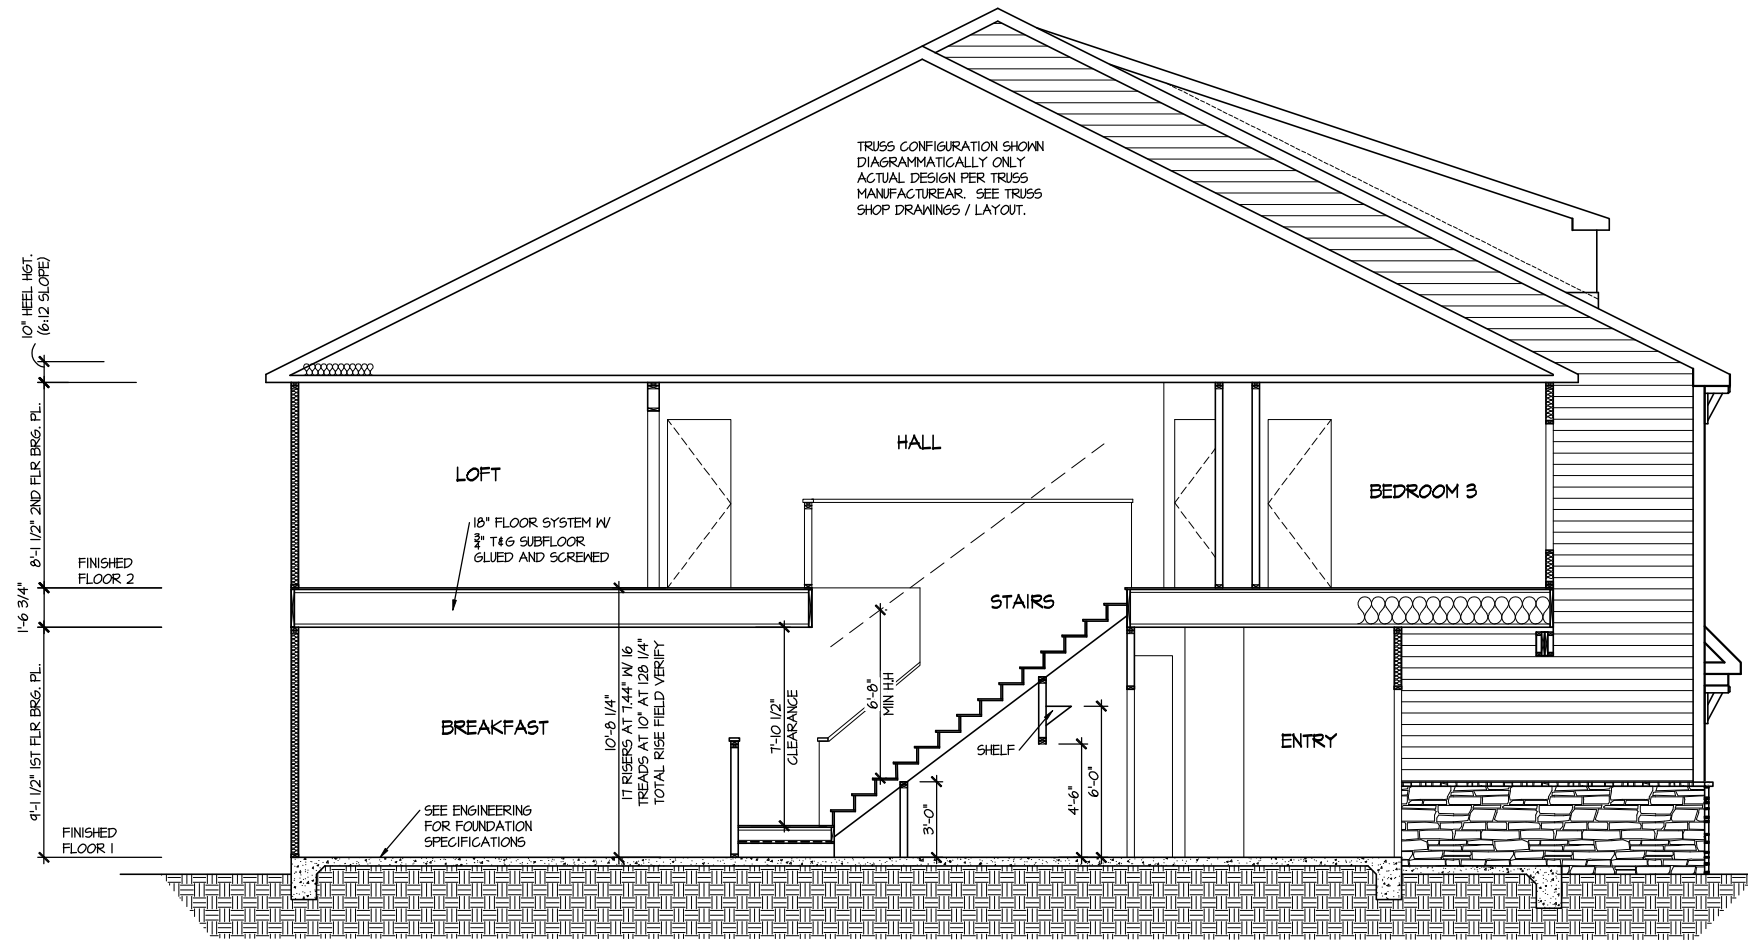 TRUSS CONFIGURATION SHOWN
DIAGRAMMATICALLY ONLY
ACTUAL DESIGN PER TRUSS
MANUFACTUREAR. SEE TRUSS
SHOP DRAWINGS / LAYOUT.
10" HEEL HGT.
(6:12 SLOPE)
8'-1 1/2" 2ND FLR BRG. PL.
FINISHED
FLOOR 2
1'-6 3/4"
9'-1 1/2" 1ST FLR BRG. PL.
FINISHED
FLOOR 1
LOFT
HALL
BEDROOM 3
18" FLOOR SYSTEM W/
3/4" T&G SUBFLOOR
GLUED AND SCREWED
STAIRS
BREAKFAST
10'-8 1/4"
17 RISERS AT 7.44" W/ 16
TREADS AT 10" AT 128 1/4"
TOTAL RISE FIELD VERIFY
7'-10 1/2"
CLEARANCE
6'-8"
MIN H.H
SHELF
3'-0"
4'-6"
6'-0"
ENTRY
SEE ENGINEERING
FOR FOUNDATION
SPECIFICATIONS